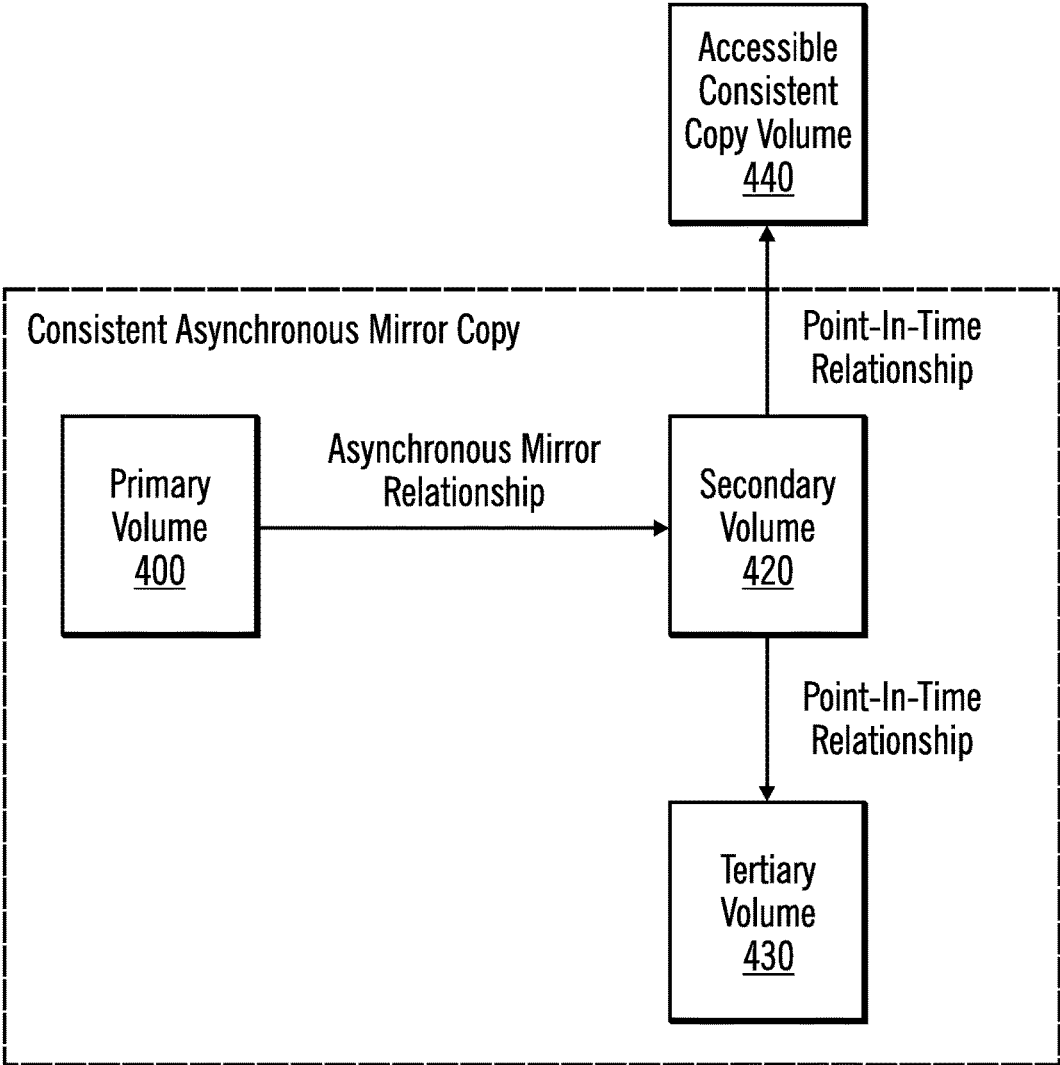 Accessible
Consistent
Copy Volume
440
Consistent Asynchronous Mirror Copy
Point-In-Time
Relationship
Primary
Volume
400
Asynchronous Mirror
Relationship
Secondary
Volume
420
Point-In-Time
Relationship
Tertiary
Volume
430